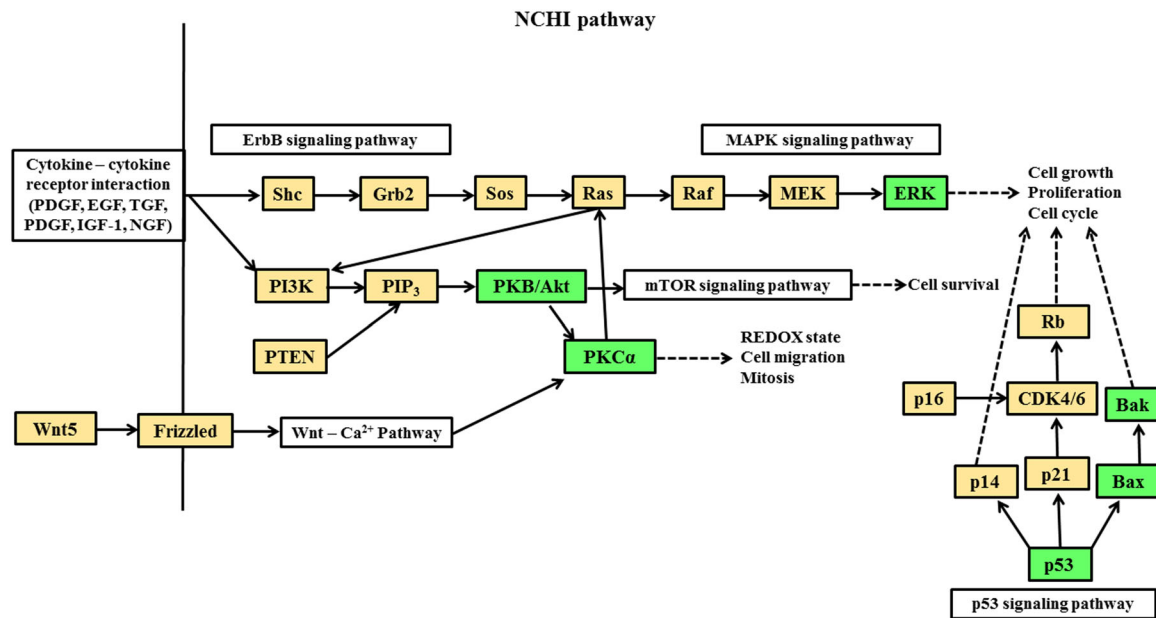 NCHI pathway
ErbB signaling pathway
MAPK signaling pathway
Cytokine – cytokine
receptor interaction
(PDGF, EGF, TGF,
PDGF, IGF-1, NGF)
Shc
Grb2
Sos
Ras
Raf
MEK
ERK
Cell growth
Proliferation
Cell cycle
PI3K
PIP₃
PKB/Akt
mTOR signaling pathway
Cell survival
PTEN
PKCα
REDOX state
Cell migration
Mitosis
Rb
p16
CDK4/6
Bak
Wnt5
Frizzled
Wnt – Ca²⁺ Pathway
p14
p21
Bax
p53
p53 signaling pathway